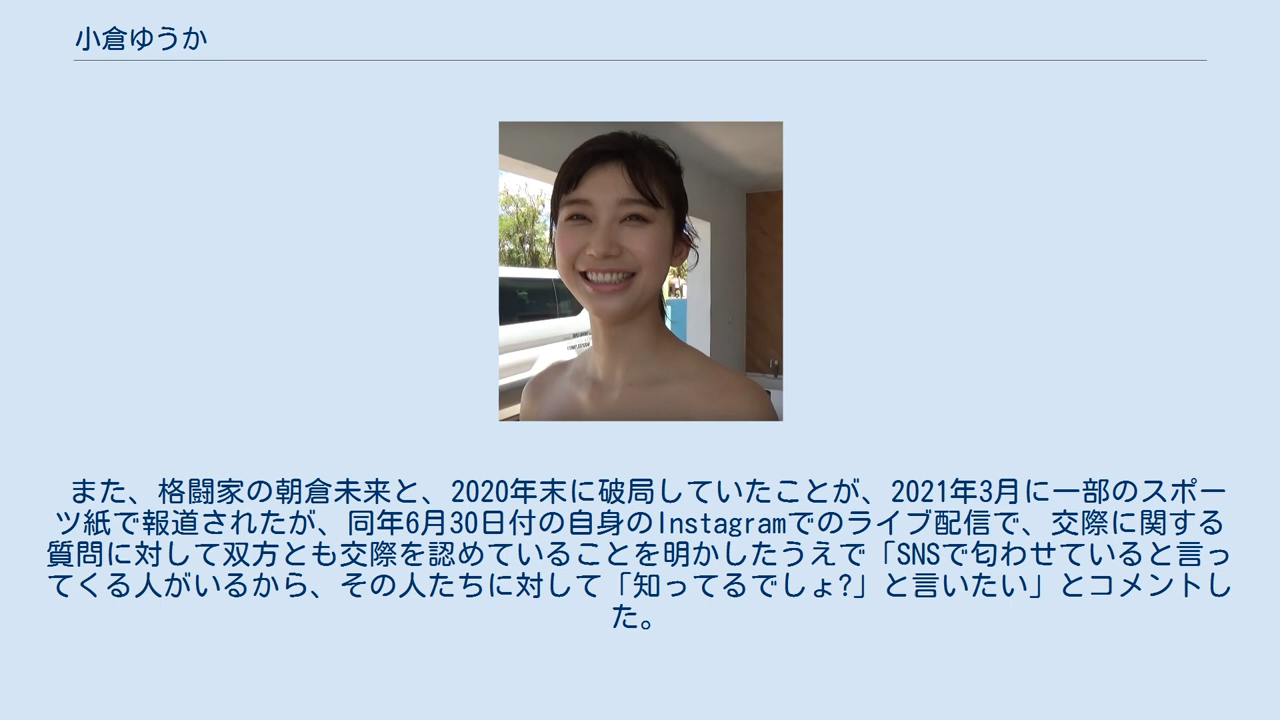 小倉ゆうか
また、格闘家の朝倉未来と、2020年末に破局していたことが、2021年3月に一部のスポー
ツ紙で報道されたが、同年6月30日付の自身のInstagramでのライブ配信で、交際に関する
質問に対して双方とも交際を認めていることを明かしたうえで「SNSで匂わせていると言っ
てくる人がいるから、その人たちに対して「知ってるでしょ?」と言いたい」とコメントし
た。